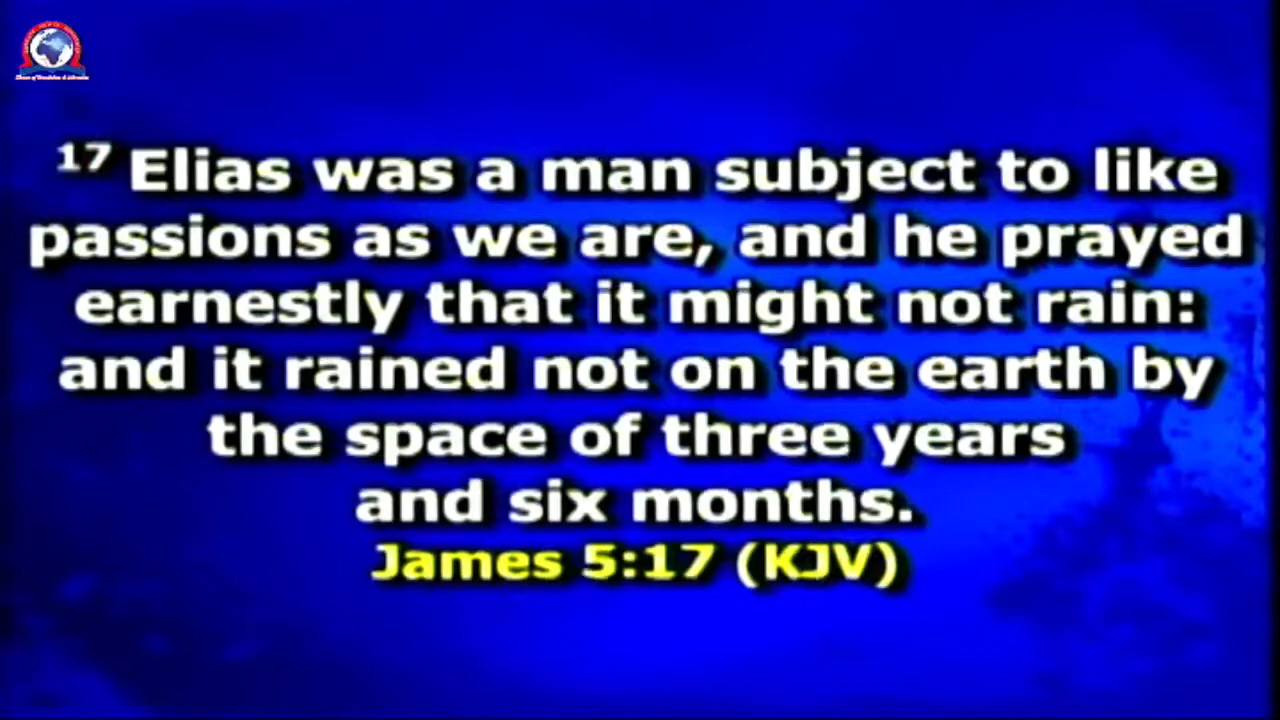 17 Elias was a man subject to like
passions as we are, and he prayed
earnestly that it might not rain:
and it rained not on the earth by
the space of three years
and six months.
James 5:17 (KJV)